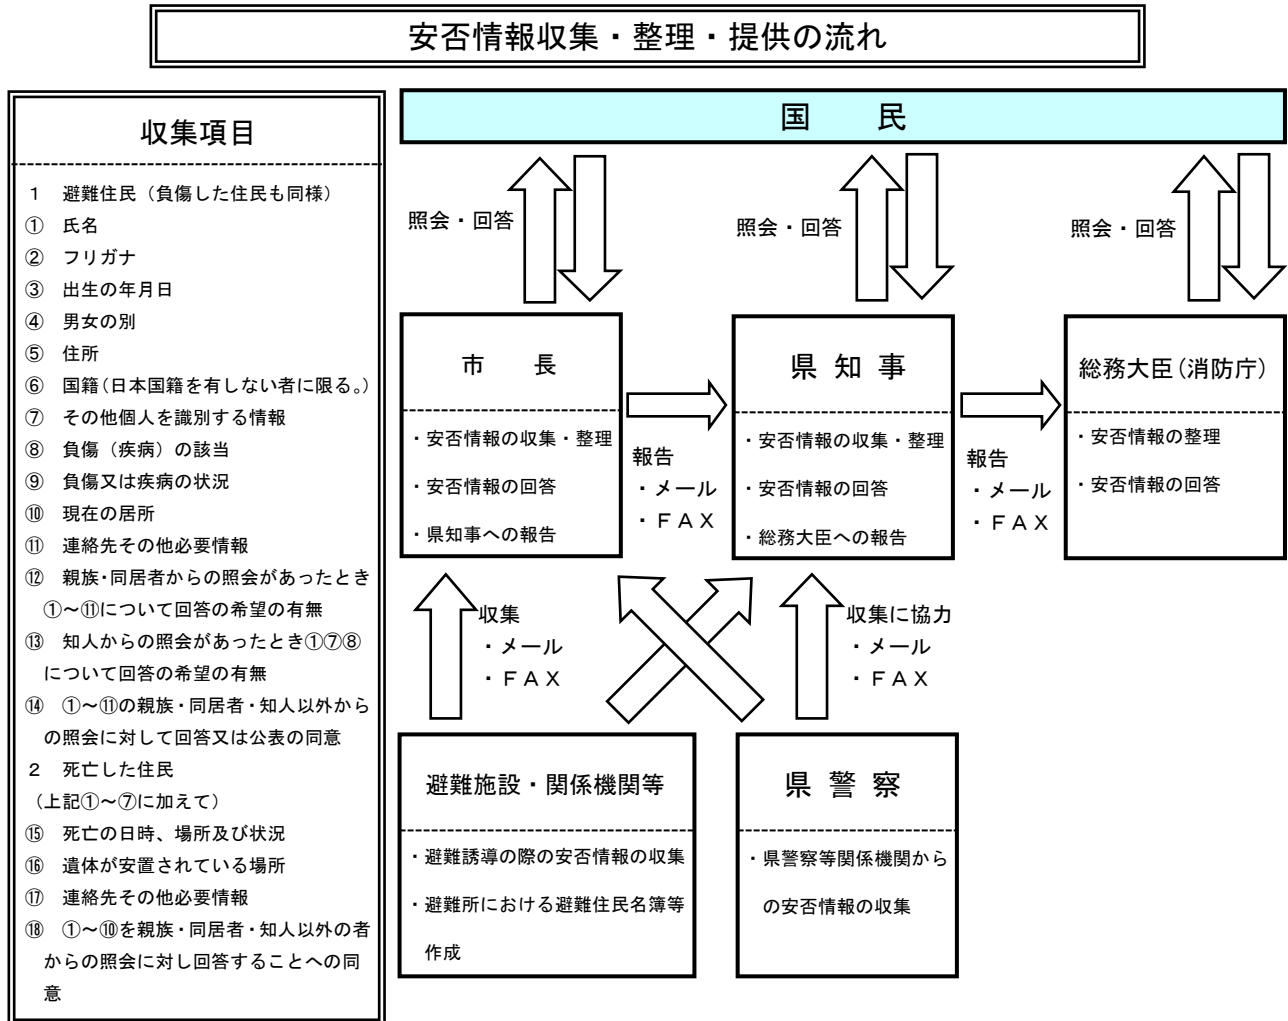 安否情報収集・整理・提供の流れ
収集項目
1 避難住民（負傷した住民も同様）
① 氏名
② フリガナ
③ 出生の年月日
④ 男女の別
⑤ 住所
⑥ 国籍（日本国籍を有しない者に限る。）
⑦ その他個人を識別する情報
⑧ 負傷（疾病）の該当
⑨ 負傷又は疾病の状況
⑩ 現在の居所
⑪ 連絡先その他必要情報
⑫ 親族・同居者からの照会があったとき
①～⑪について回答の希望の有無
⑬ 知人からの照会があったとき①⑦⑧
について回答の希望の有無
⑭ ①～⑪の親族・同居者・知人以外から
の照会に対して回答又は公表の同意
2 死亡した住民
（上記①～⑦に加えて）
⑮ 死亡の日時、場所及び状況
⑯ 遺体が安置されている場所
⑰ 連絡先その他必要情報
⑱ ①～⑩を親族・同居者・知人以外の者
からの照会に対し回答することへの同
意
国 民
照会・回答
照会・回答
照会・回答
市 長
・安否情報の収集・整理
・安否情報の回答
・県知事への報告
報告
・メール
・ＦＡＸ
県 知 事
・安否情報の収集・整理
・安否情報の回答
・総務大臣への報告
報告
・メール
・ＦＡＸ
総務大臣（消防庁）
・安否情報の整理
・安否情報の回答
収集
・メール
・ＦＡＸ
収集に協力
・メール
・ＦＡＸ
避難施設・関係機関等
・避難誘導の際の安否情報の収集
・避難所における避難住民名簿等
作成
県 警 察
・県警察等関係機関から
の安否情報の収集